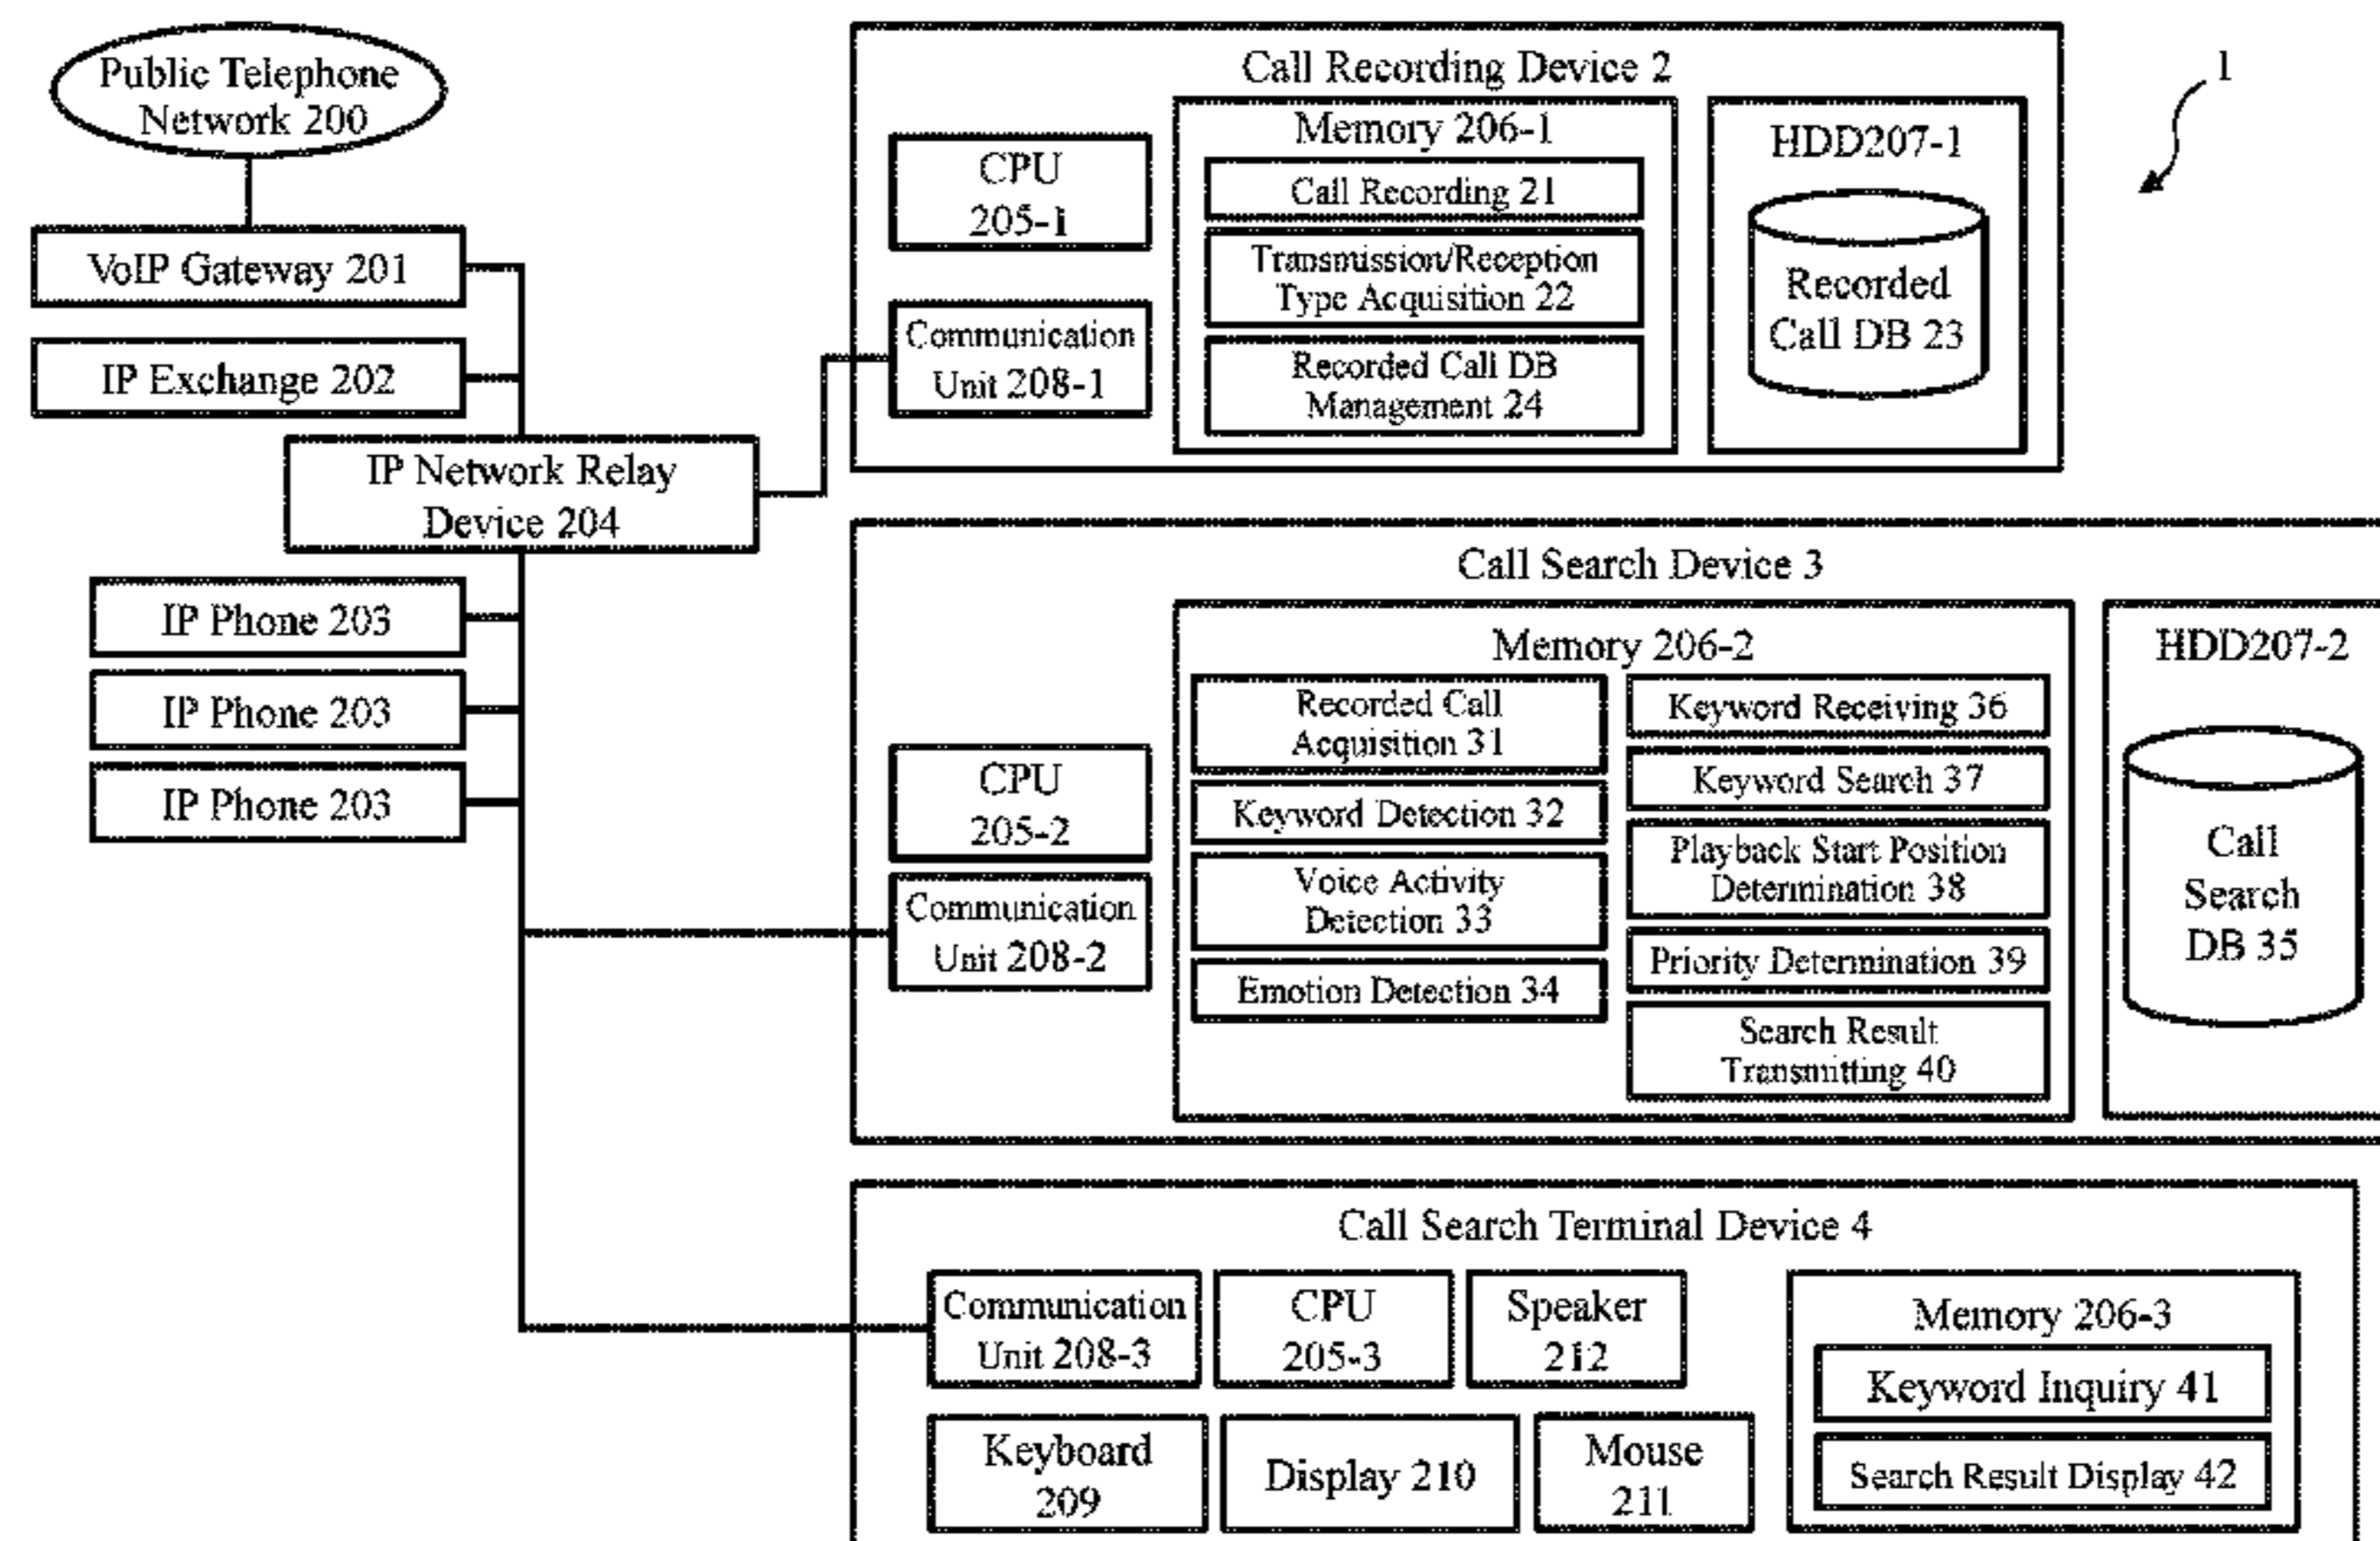 Public Telephone
Network 200
VoIP Gateway 201
IP Exchange 202
IP Network Relay
Device 204
IP Phone 203
IP Phone 203
IP Phone 203
Call Recording Device 2
CPU
205-1
Communication
Unit 208-1
Memory 206-1
Call Recording 21
Transmission/Reception
Type Acquisition 22
Recorded Call DB
Management 24
HDD207-1
Recorded
Call DB 23
1
Call Search Device 3
CPU
205-2
Communication
Unit 208-2
Memory 206-2
Recorded Call
Acquisition 31
Keyword Detection 32
Voice Activity
Detection 33
Emotion Detection 34
Keyword Receiving 36
Keyword Search 37
Playback Start Position
Determination 38
Priority Determination 39
Search Result
Transmitting 40
HDD207-2
Call
Search
DB 35
Call Search Terminal Device 4
Communication
Unit 208-3
CPU
205-3
Speaker
212
Keyboard
209
Display 210
Mouse
211
Memory 206-3
Keyword Inquiry 41
Search Result Display 42